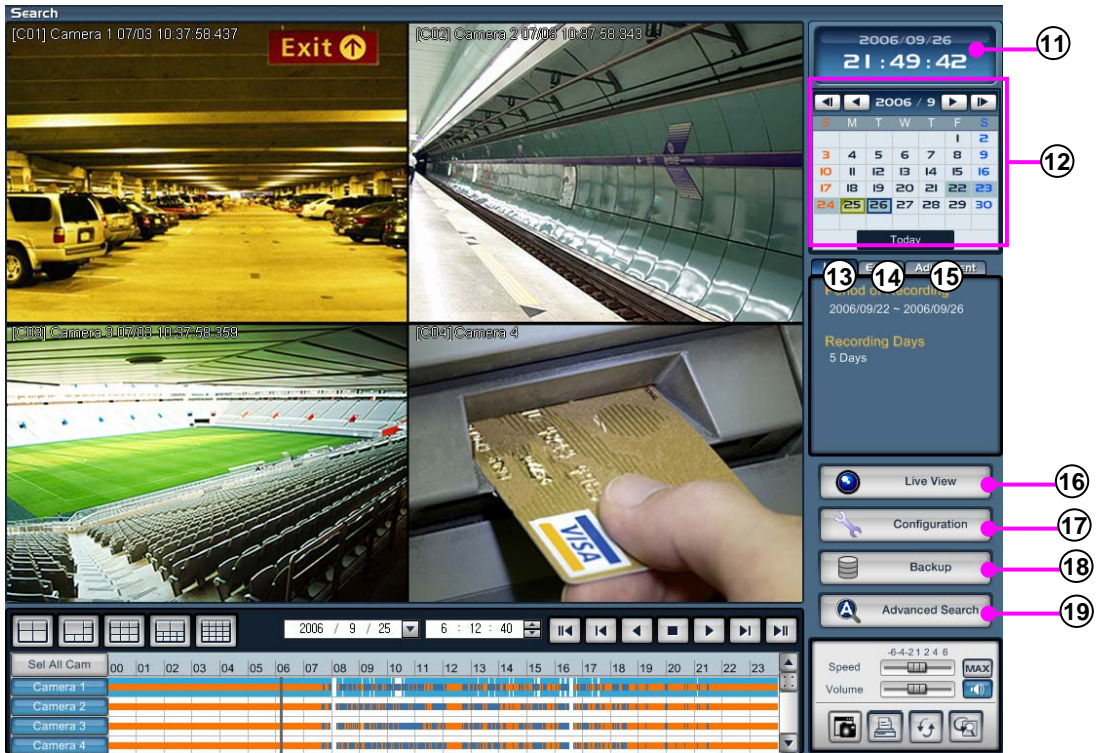 Search
[C01] Camera 1 07/03 10:37:58.437
Exit
[C02] Camera 2 07/03 10:37:58.343
[C03] Camera 3 07/03 10:37:58.359
[C04] Camera 4
VISA
2006/09/26
21:49:42
11
2006 / 9
S M T W T F S
1 2
3 4 5 6 7 8 9
10 11 12 13 14 15 16
17 18 19 20 21 22 23
24 25 26 27 28 29 30
Today
12
13 14 15
Period of Recording
2006/09/22 ~ 2006/09/26
Recording Days
5 Days
Live View
16
Configuration
17
Backup
18
Advanced Search
19
2006 / 9 / 25
6 : 12 : 40
Sel All Cam 00 01 02 03 04 05 06 07 08 09 10 11 12 13 14 15 16 17 18 19 20 21 22 23
Camera 1
Camera 2
Camera 3
Camera 4
-6-4-2 1 2 4 6
Speed MAX
Volume